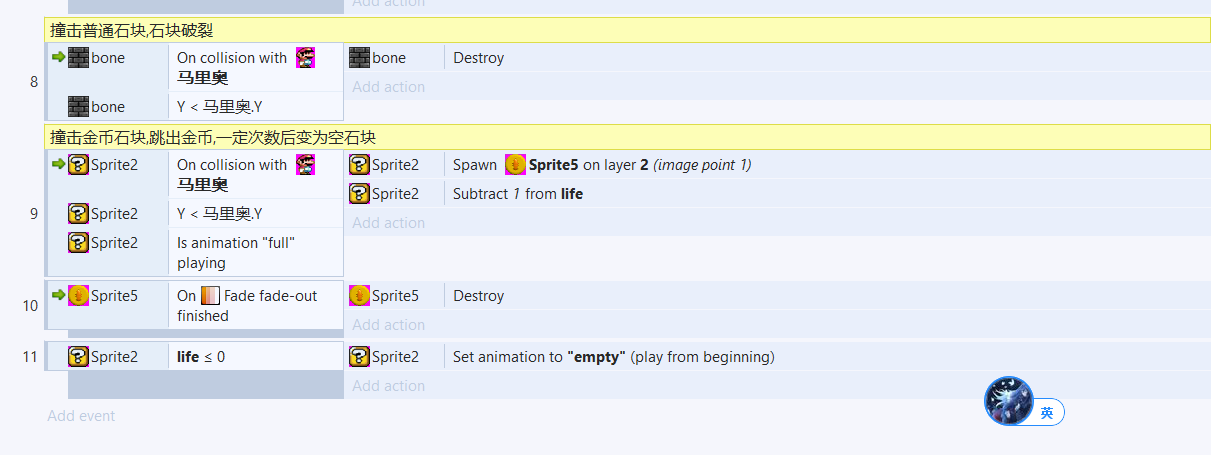 Add action
撞击普通石块,石块破裂
bone On collision with bone Destroy
马里奥
Add action
8
bone Y < 马里奥.Y
撞击金币石块,跳出金币,一定次数后变为空石块
Sprite2 On collision with Sprite2 Spawn Sprite5 on layer 2 (image point 1)
马里奥
Sprite2 Subtract 1 from life
9 Sprite2 Y < 马里奥.Y
Add action
Sprite2 Is animation "full"
playing
10 Sprite5 On Fade fade-out Sprite5 Destroy
finished
Add action
11 Sprite2 life ≤ 0 Sprite2 Set animation to "empty" (play from beginning)
Add action
Add event
英